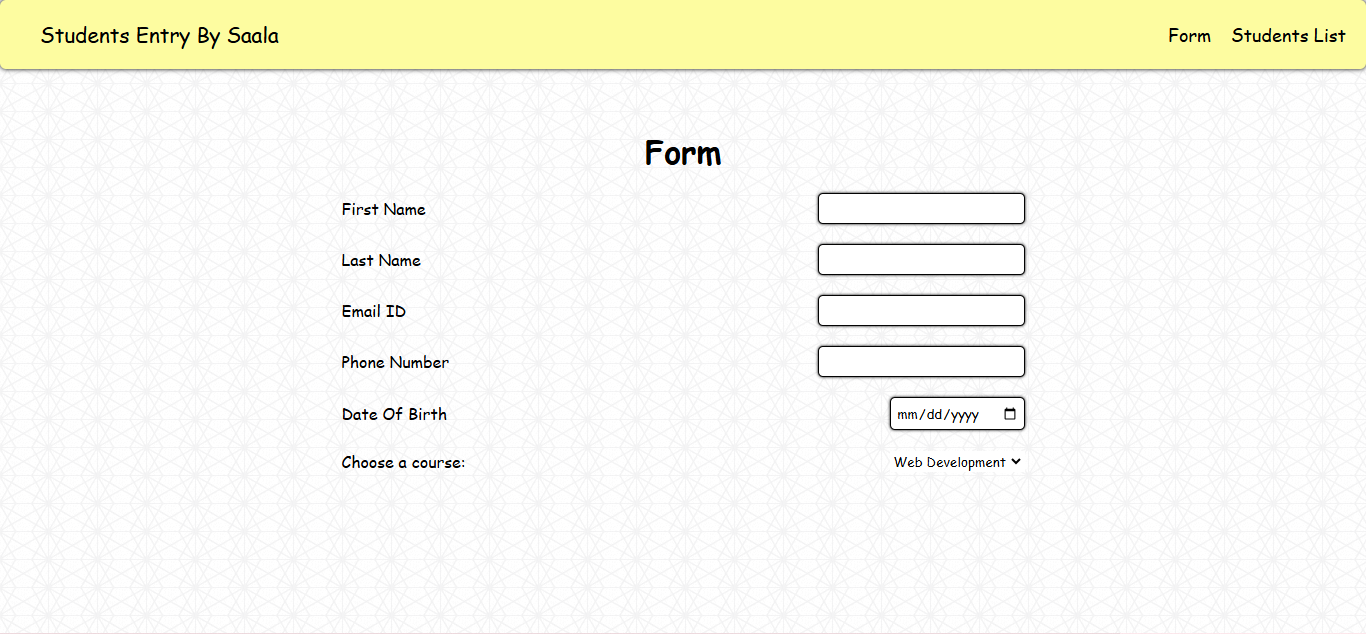 Students Entry By Saala
Form Students List
Form
First Name
Last Name
Email ID
Phone Number
Date Of Birth mm/dd/yyyy
Choose a course: Web Development